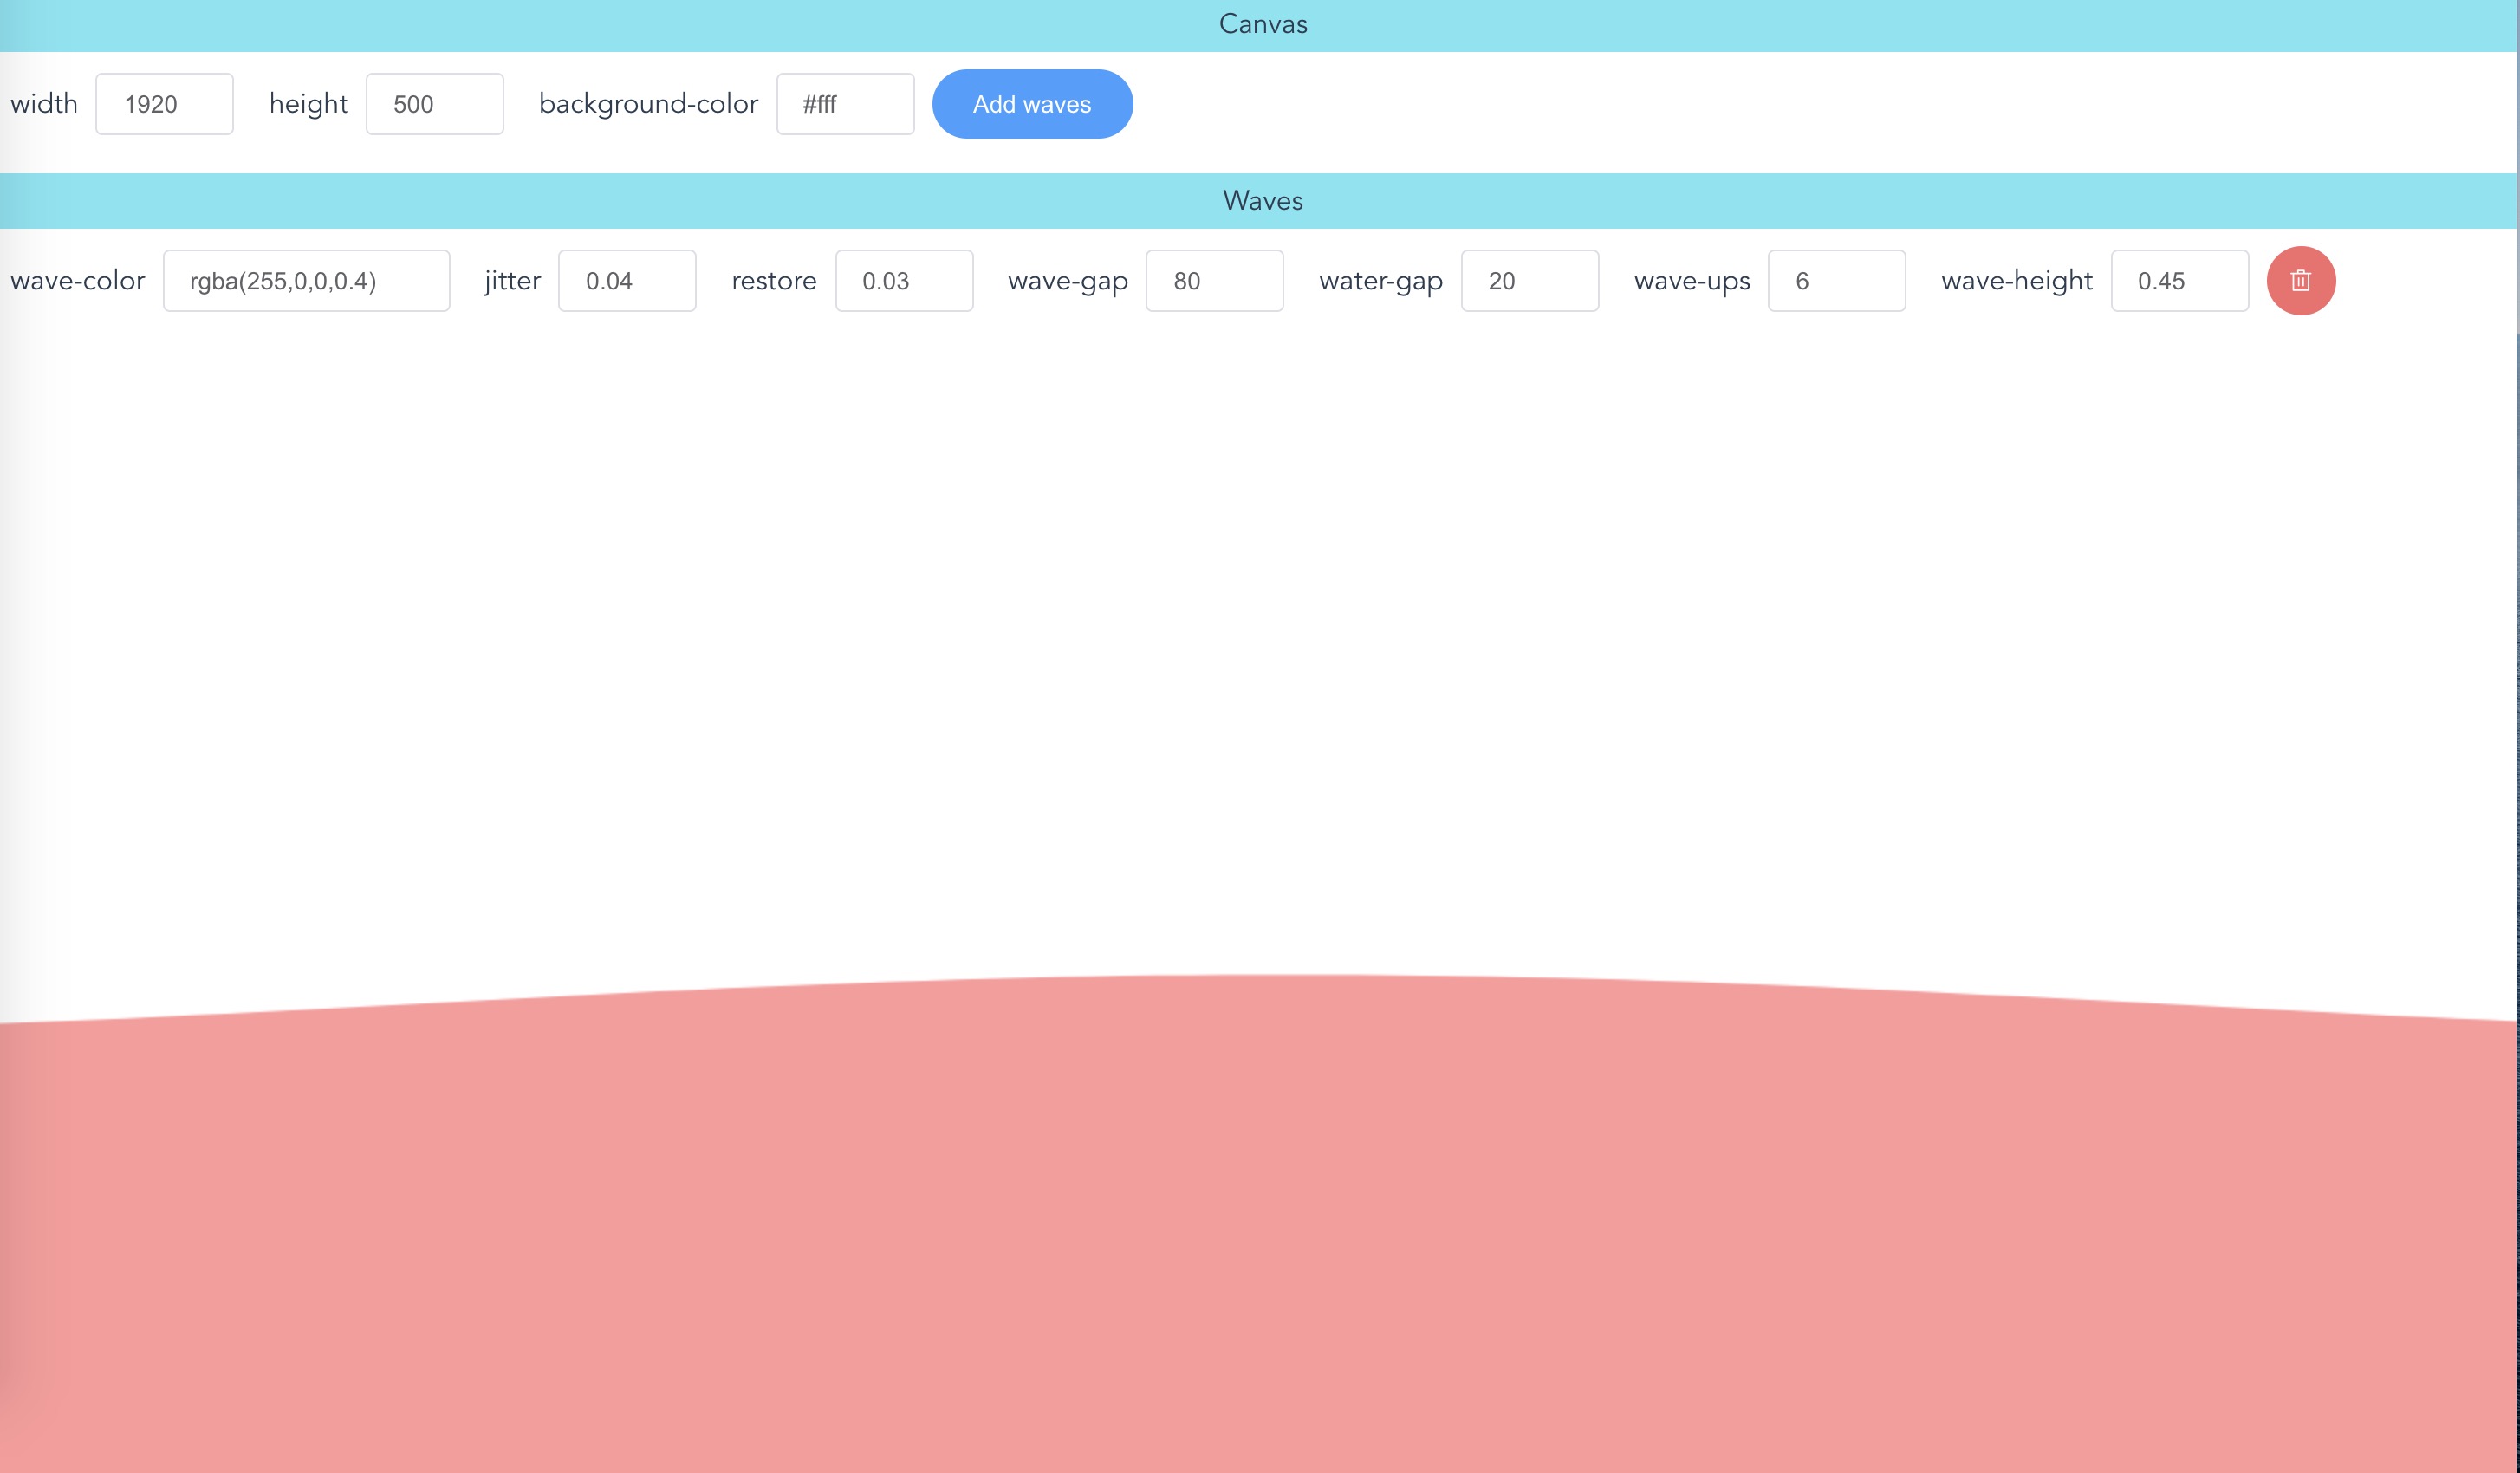 Canvas
width 1920 height 500 background-color #fff Add waves
Waves
wave-color rgba(255,0,0,0.4) jitter 0.04 restore 0.03 wave-gap 80 water-gap 20 wave-ups 6 wave-height 0.45